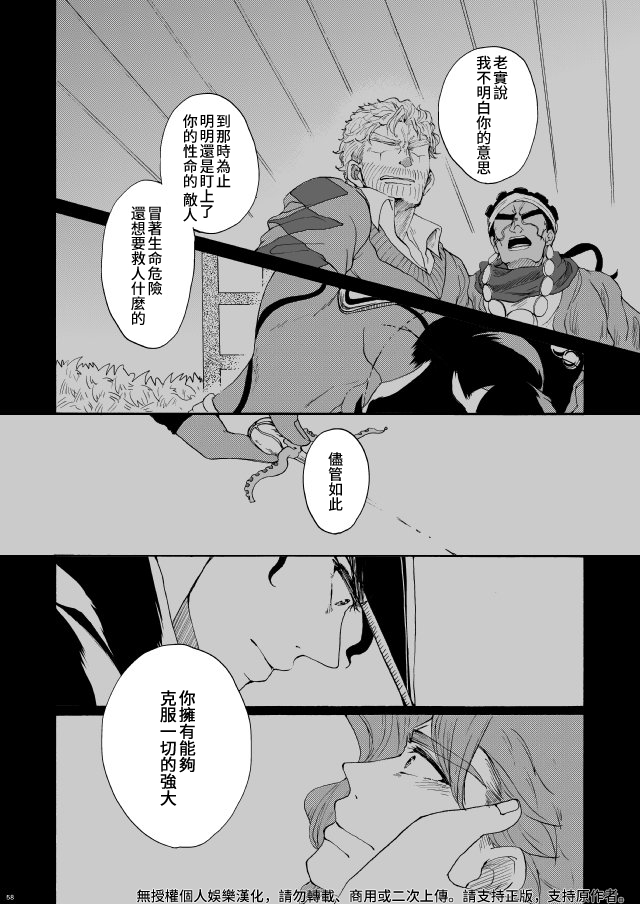 老實說
我不明白你的意思
到那時為止
明明還是盯上了
你的性命的敵人
冒著生命危險
還想要救人什麼的
儘管如此
你擁有能夠
克服一切的強大
58
無授權個人娛樂漢化，請勿轉載、商用或二次上傳。請支持正版，支持原作者。